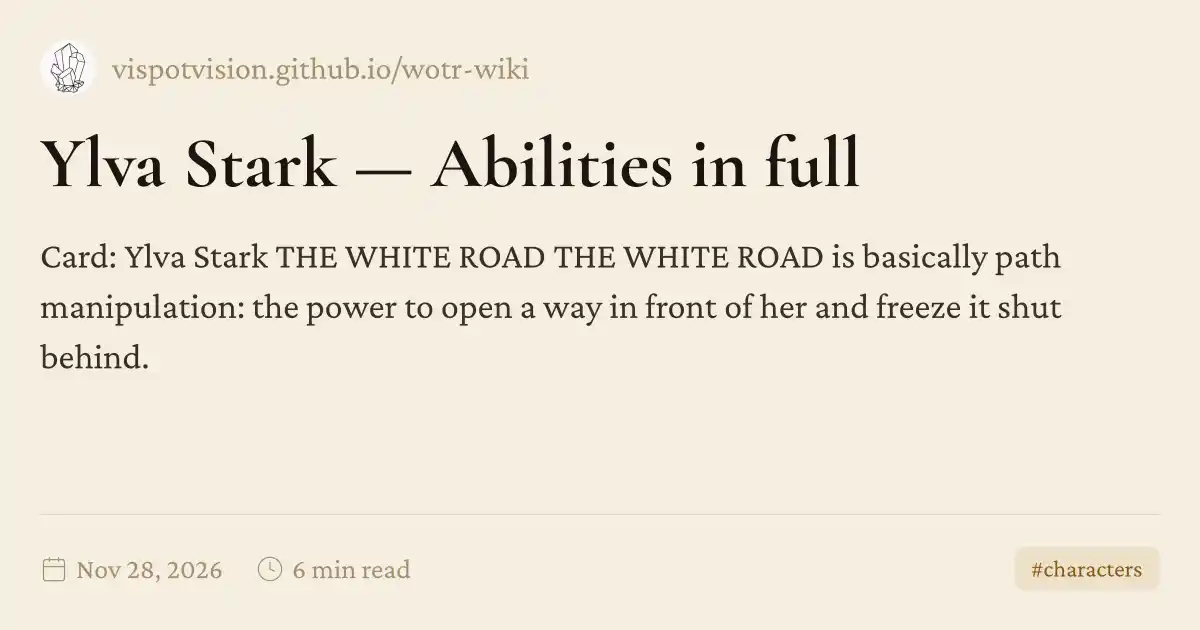 vispotvision.github.io/wotr-wiki
Ylva Stark — Abilities in full
Card: Ylva Stark THE WHITE ROAD THE WHITE ROAD is basically path
manipulation: the power to open a way in front of her and freeze it shut
behind.
Nov 28, 2026
6 min read
#characters